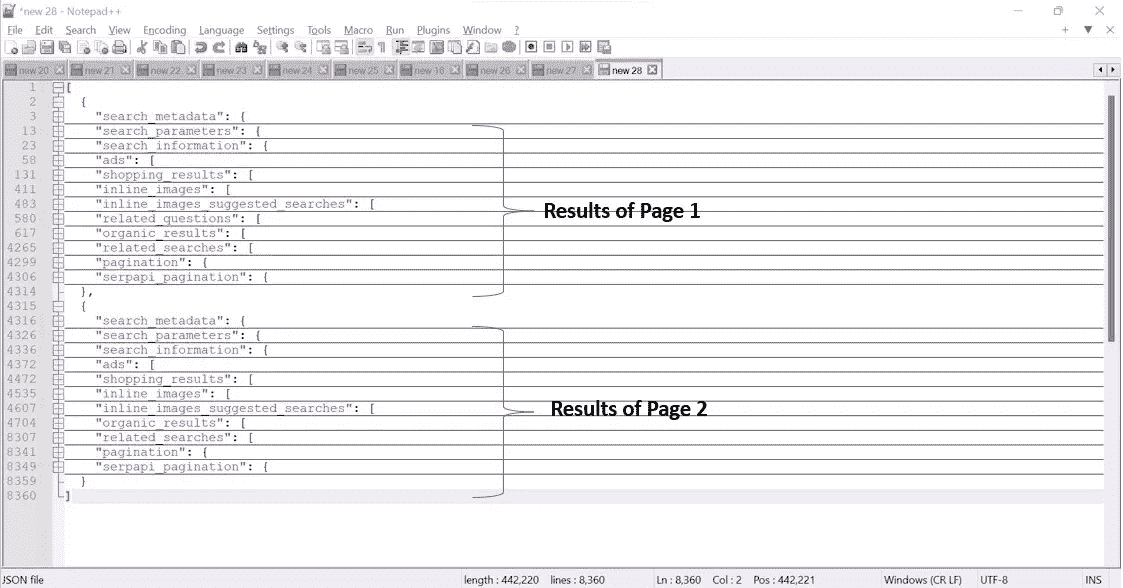 *new 28 - Notepad++
File Edit Search View Encoding Language Settings Tools Macro Run Plugins Window ?
new 20 new 21 new 22 new 23 new 24 new 25 new 16 new 26 new 27 new 28
1 [
2 {
3 "search_metadata": {
13 "search_parameters": {
23 "search_information": {
58 "ads": [
131 "shopping_results": [
411 "inline_images": [
483 "inline_images_suggested_searches": [
Results of Page 1
580 "related_questions": [
617 "organic_results": [
4265 "related_searches": [
4299 "pagination": {
4306 "serpapi_pagination": {
4314 },
4315 {
4316 "search_metadata": {
4326 "search_parameters": {
4336 "search_information": {
4372 "ads": [
4472 "shopping_results": [
4535 "inline_images": [
4607 "inline_images_suggested_searches": [
Results of Page 2
4704 "organic_results": [
8307 "related_searches": [
8341 "pagination": {
8349 "serpapi_pagination": {
8359 }
8360 ]
JSON file length : 442,220 lines : 8,360 Ln : 8,360 Col : 2 Pos : 442,221 Windows (CR LF) UTF-8 INS